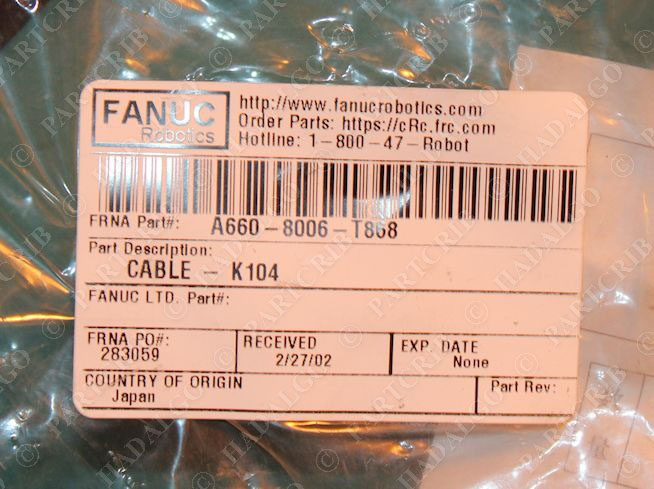 FANUC
Robotics
http://www.fanucrobotics.com
Order Parts: https://cRc.frc.com
Hotline: 1-800-47-Robot
FRNA Part#: A660-8006-T868
Part Description:
CABLE - K104
FANUC LTD. Part#:
FRNA PO#:
283059
RECEIVED
2/27/02
EXP. DATE
None
COUNTRY OF ORIGIN
Japan
Part Rev:
© PARTCRIB © HADALGO